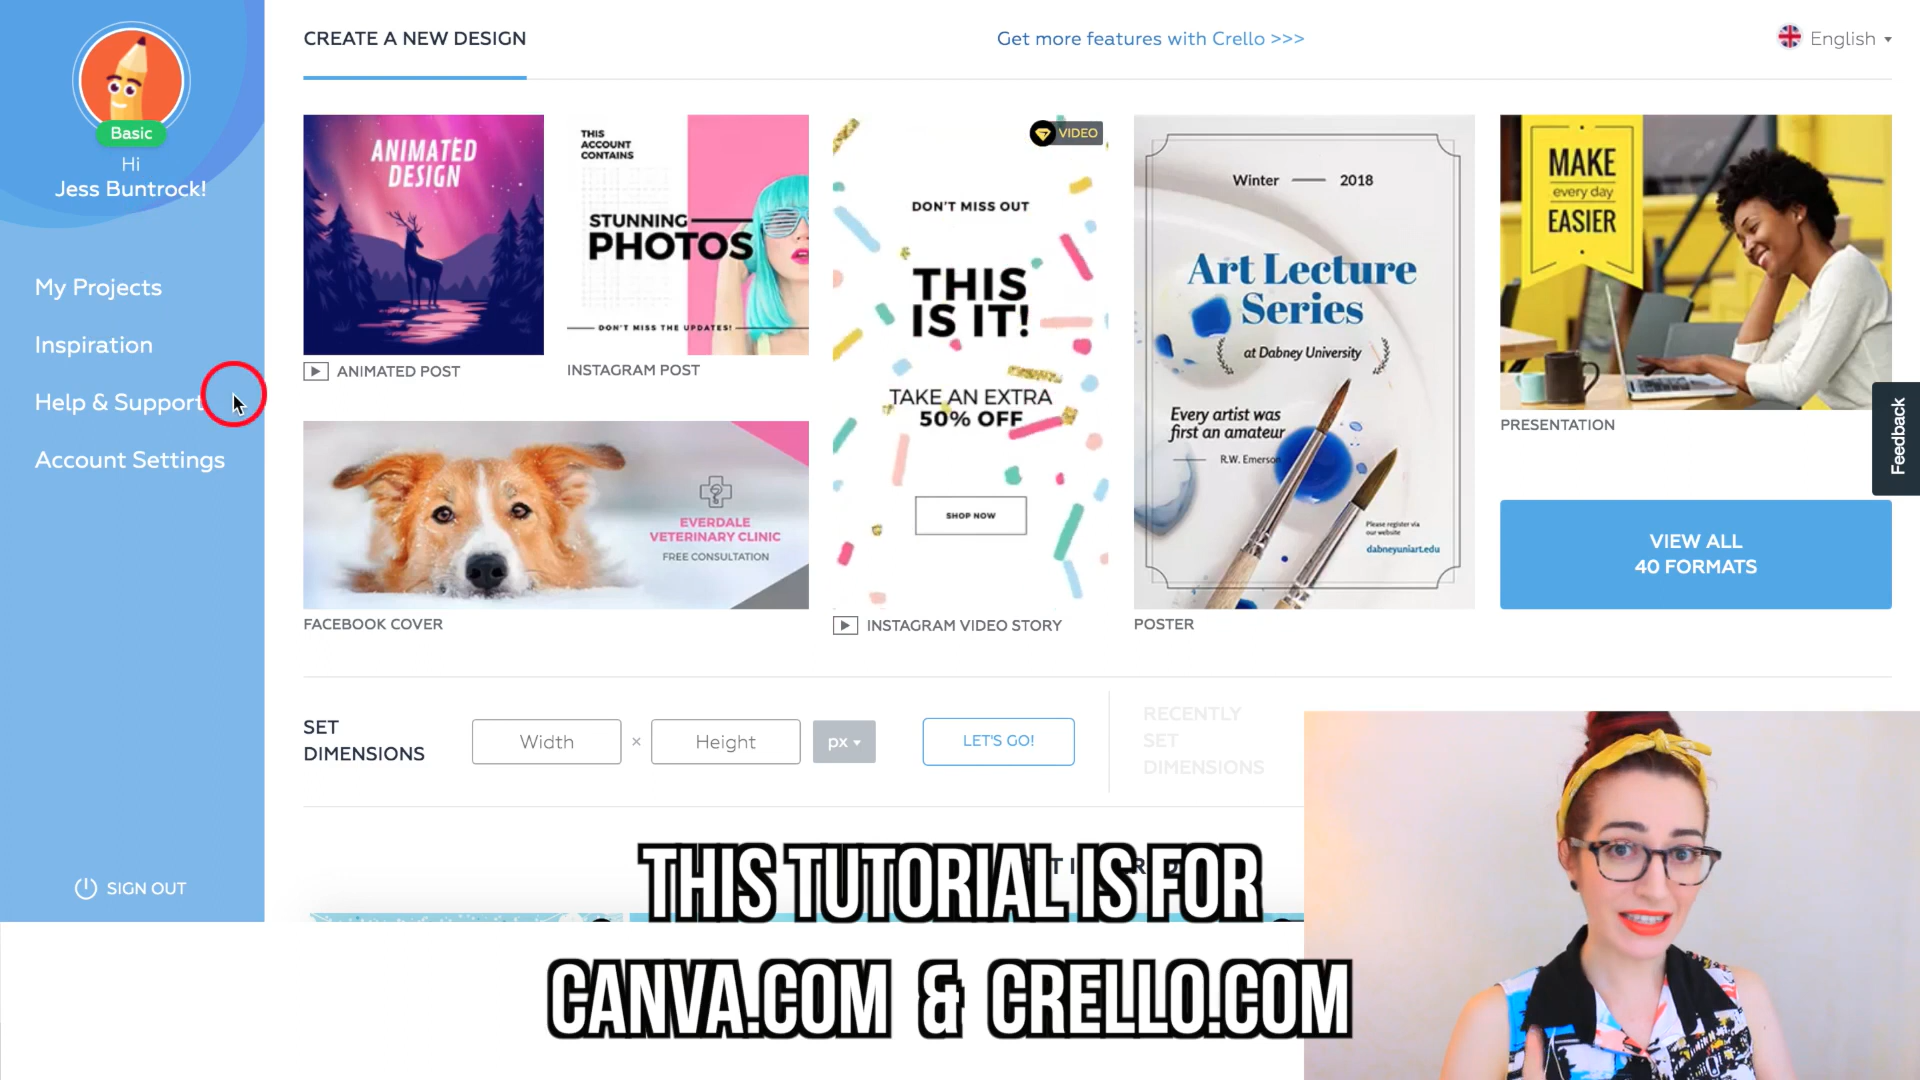 CREATE A NEW DESIGN
Get more features with Crello >>>
English
Basic
Hi
Jess Buntrock!
My Projects
Inspiration
Help & Support
Account Settings
SIGN OUT
ANIMATED
DESIGN
ANIMATED POST
THIS
ACCOUNT
CONTAINS
STUNNING
PHOTOS
DON'T MISS THE UPDATES!
INSTAGRAM POST
EVERDALE
VETERINARY CLINIC
FREE CONSULTATION
FACEBOOK COVER
VIDEO
DON'T MISS OUT
THIS
IS IT!
TAKE AN EXTRA
50% OFF
SHOP NOW
INSTAGRAM VIDEO STORY
Winter — 2018
Art Lecture
Series
at Dabney University
Every artist was
first an amateur
R.W. Emerson
Please register via
our website
dabneyuniart.edu
POSTER
MAKE
every day
EASIER
PRESENTATION
Feedback
VIEW ALL
40 FORMATS
SET
DIMENSIONS
Width × Height
px
LET'S GO!
RECENTLY
SET
DIMENSIONS
THIS TUTORIAL IS FOR
CANVA.COM & CRELLO.COM